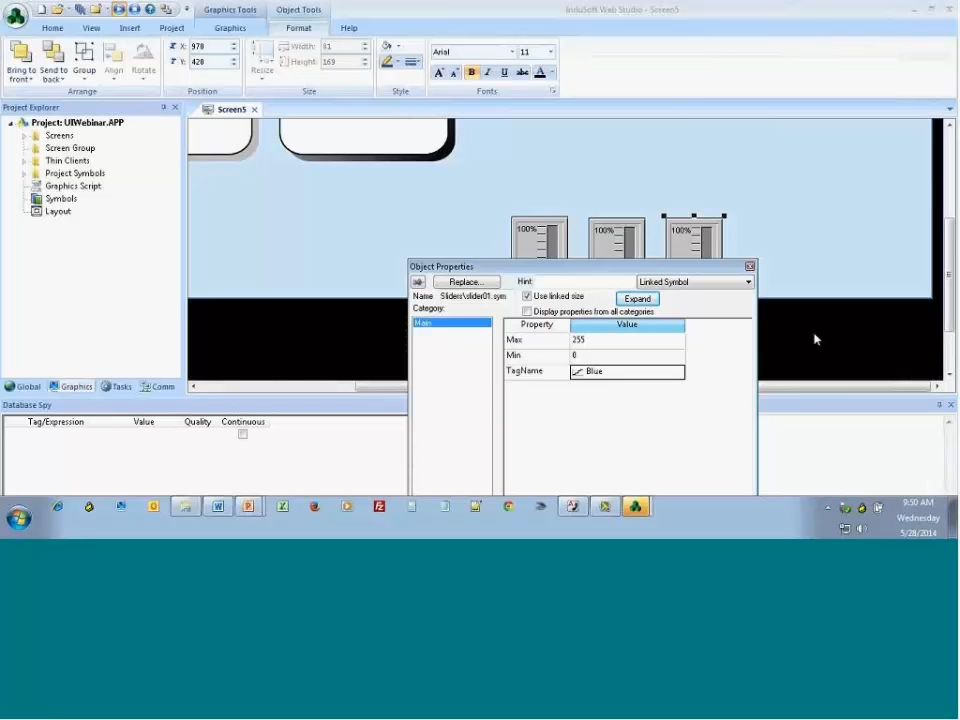 Graphics Tools Object Tools InduSoft Web Studio - Screen5
Home View Insert Project Graphics Format Help
X: 970 Width: 81 Arial 11
Y: 420 Height: 169
Bring to front Send to back Group Align Rotate Resize B I U abc A
Arrange Position Size Style Fonts
Project Explorer Screen5
Project: UIWebinar.APP
Screens
Screen Group
Thin Clients
Project Symbols
Graphics Script
Symbols
Layout
100% 100% 100%
Object Properties
Replace... Hint: Linked Symbol
Name Sliders\slider01.sym Use linked size Expand
Category: Display properties from all categories
Main Property Value
Max 255
Min 0
TagName Blue
Global Graphics Tasks Comm
Database Spy
Tag/Expression Value Quality Continuous
9:50 AM
Wednesday
5/28/2014